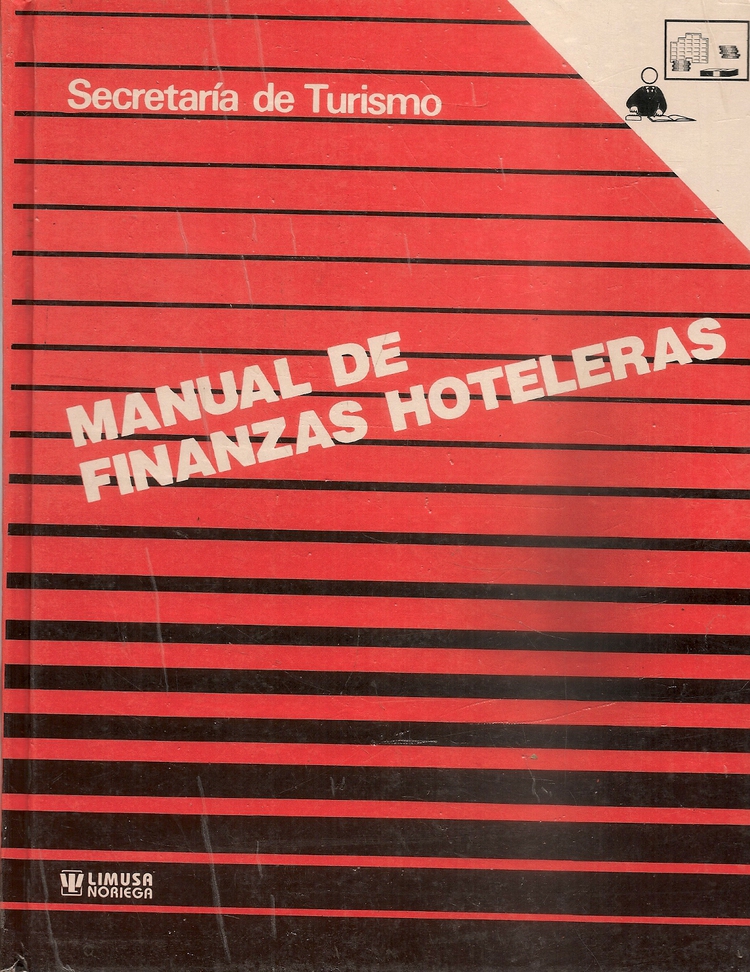 Secretaría de Turismo
MANUAL DE
FINANZAS HOTELERAS
LIMUSA
NORIEGA